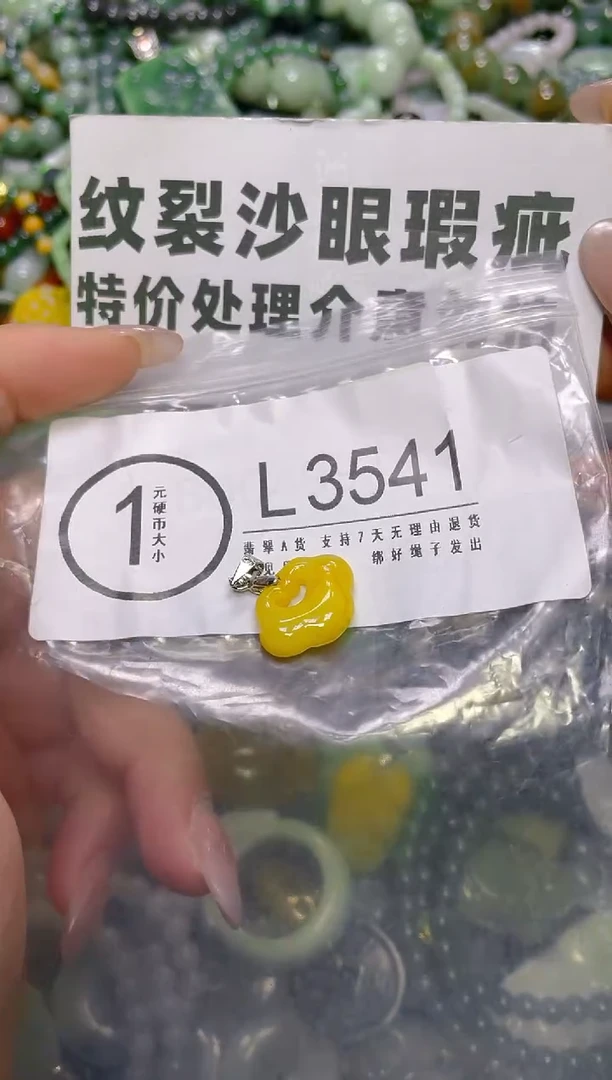 纹裂沙眼瑕疵
特价处理介意
1
元硬币大小
L3541
翡翠A货 支持7天无理由退货
绑好绳子发出